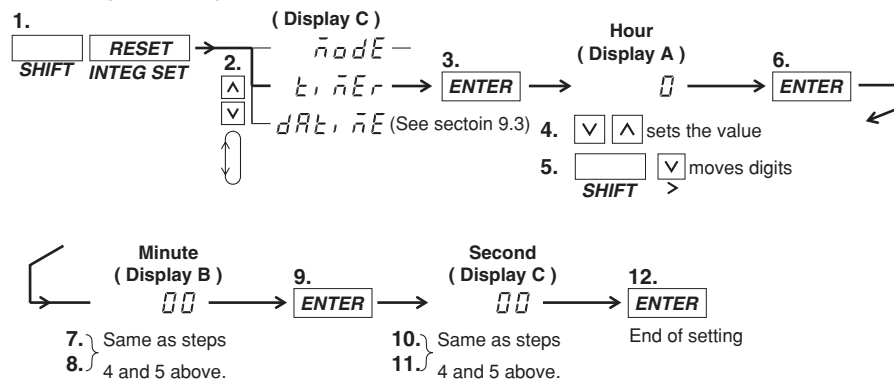 1.
SHIFT
RESET
INTEG SET
2.
( Display C )
modE
timEr
dAtimE (See sectoin 9.3)
3.
ENTER
Hour
( Display A )
0
4. sets the value
5. moves digits
SHIFT >
6.
ENTER
Minute
( Display B )
00
7.
8.
Same as steps
4 and 5 above.
9.
ENTER
Second
( Display C )
00
10.
11.
Same as steps
4 and 5 above.
12.
ENTER
End of setting